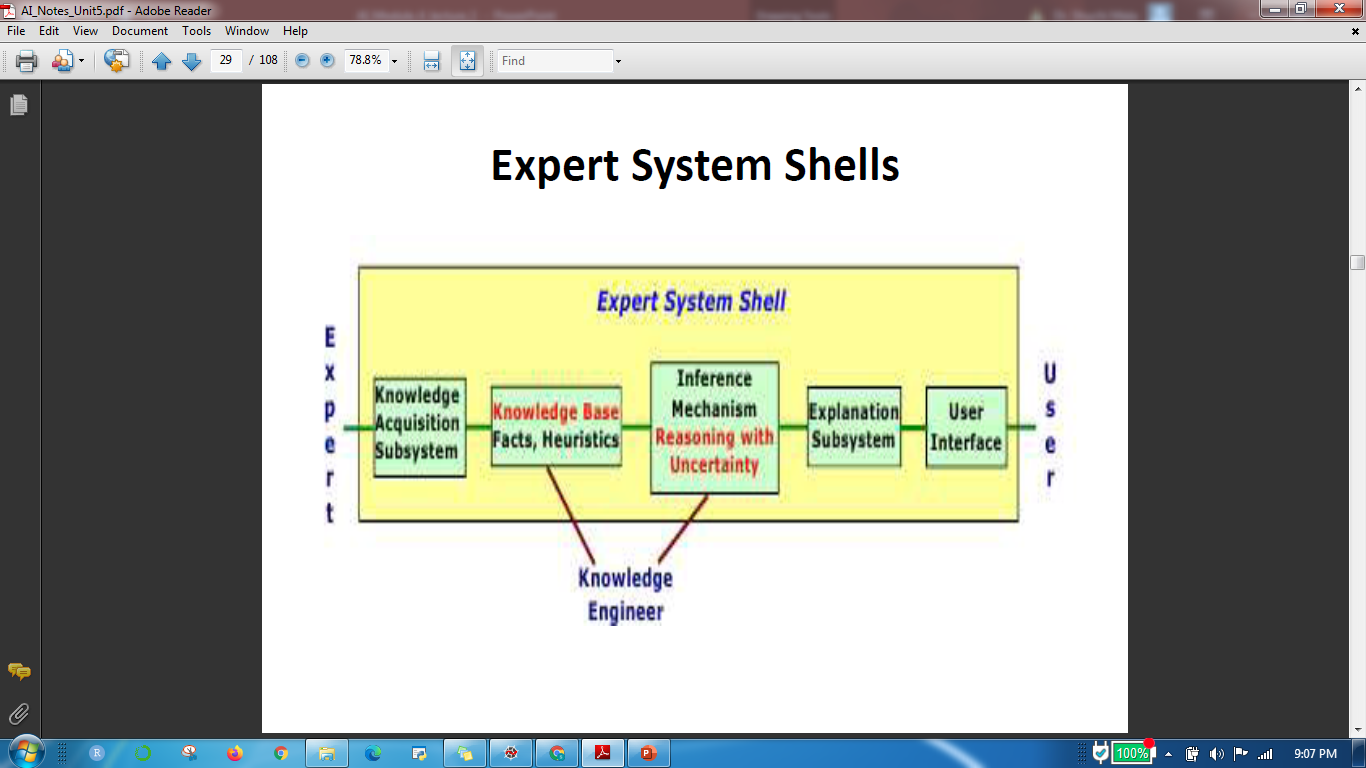 AI_Notes_Unit5.pdf - Adobe Reader
File Edit View Document Tools Window Help
29 / 108 78.8% Find
Expert System Shells
Expert System Shell
Expert
Knowledge
Acquisition
Subsystem
Knowledge Base
Facts, Heuristics
Inference
Mechanism
Reasoning with
Uncertainty
Explanation
Subsystem
User
Interface
User
Knowledge
Engineer
100%
9:07 PM